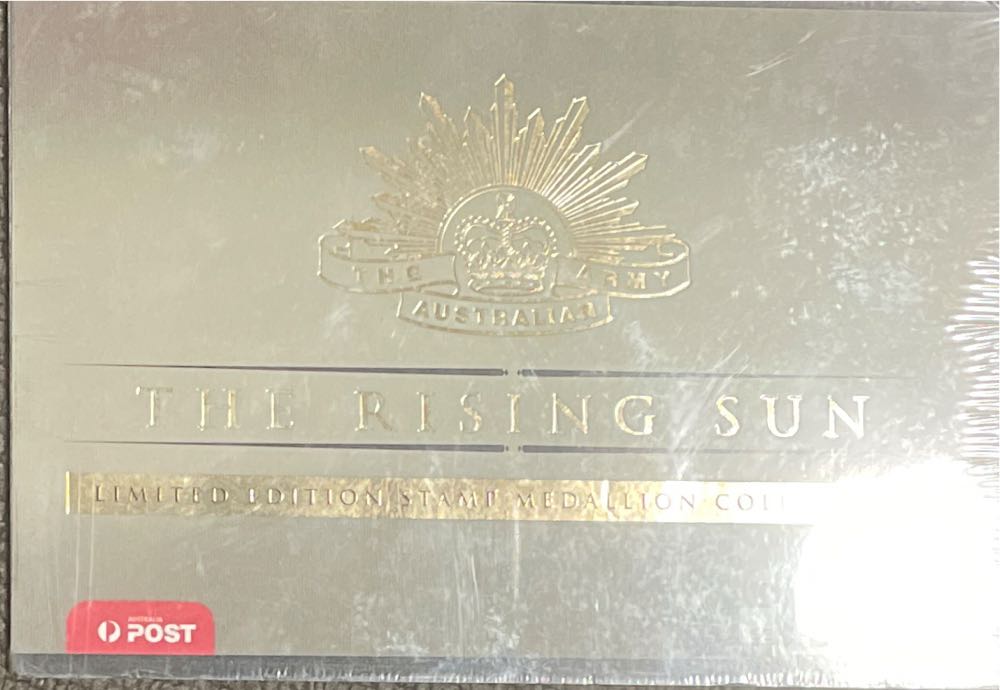 THE ARMY
AUSTRALIAN
THE RISING SUN
LIMITED EDITION STAMP MEDALLION
AUSTRALIA
POST